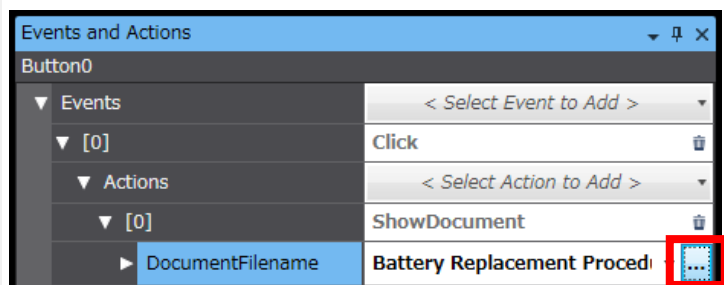 Events and Actions
Button0
Events < Select Event to Add >
[0] Click
Actions < Select Action to Add >
[0] ShowDocument
DocumentFilename Battery Replacement ...